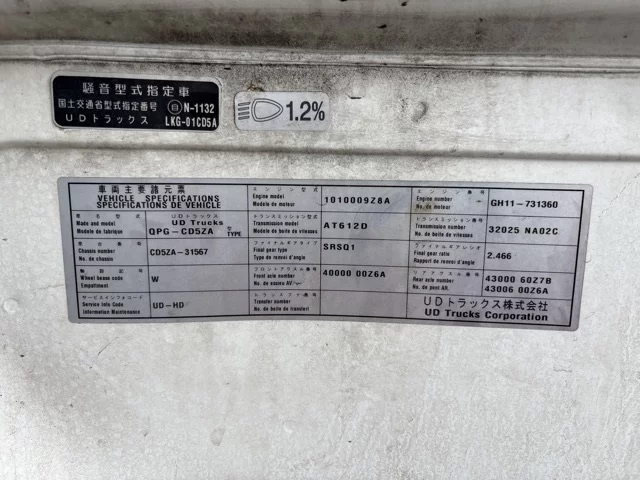 騒音型式指定車
国土交通省型式指定番号 自 N-1132
UDトラックス LKG-01CD5A
1.2%
車両主要諸元票
VEHICLE SPECIFICATIONS
SPECIFICATIONS DE VEHICLE
エンジン型式
Engine model
Modele de moteur
1010009Z8A
エンジン番号
Engine number
No. de moteur
GH11-731360
車名 型式
Make and model
Modele de fabrique
UDトラックス
UD Trucks
QPG-CD5ZA 型 TYPE
トランスミッション型式
Transmission model
Modele de boite de vitesses
AT612D
トランスミッション番号
Transmission number
No. de boite de vitesses
32025 NA02C
車台番号
Chassis number
No. de chassis
CD5ZA-31567
ファイナルギアタイプ
Final gear type
Type de renvoi d'angle
SRSQ1
ファイナルギアレシオ
Final gear ratio
Rapport de renvoi d'angle
2.466
軸距記号
Wheel base code
Empattement
W
フロントアクスル番号
Front axle number
No. de essieu AV
40000 00Z6A
リアアクスル番号
Rear axle number
No. de pont AR
43000 60Z7B
43006 00Z6A
サービスインフォコード
Service Info Code
Information Maintenance
UD-HD
トランスファ番号
Transfer number
No. de boite de transfert
UDトラックス株式会社
UD Trucks Corporation